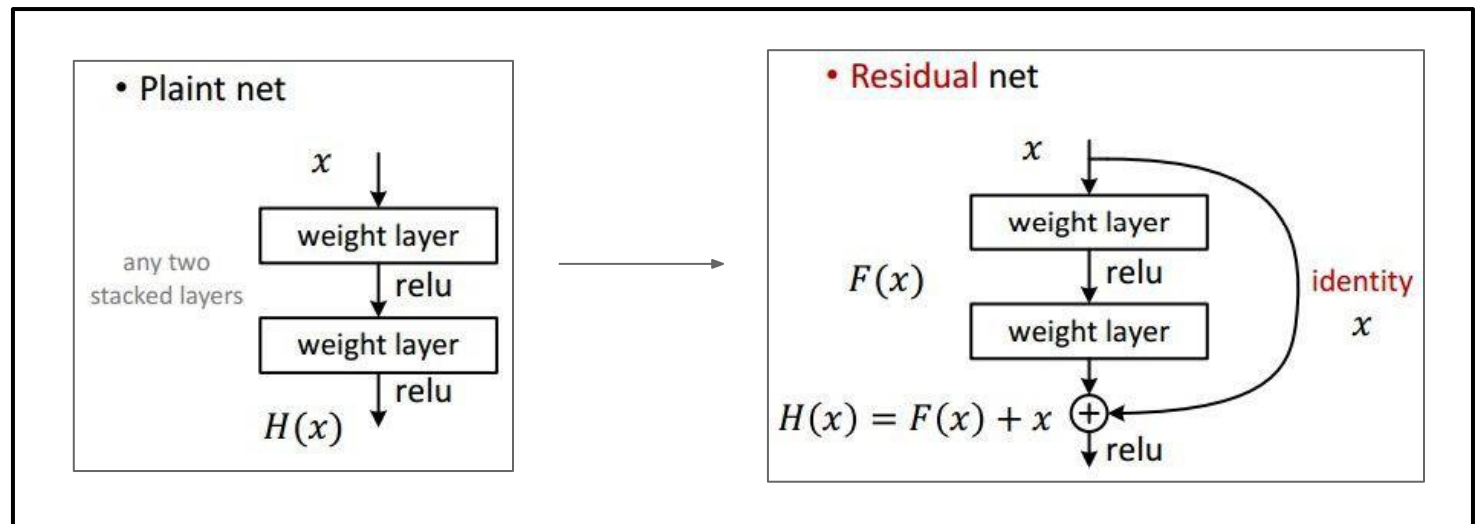 • Plaint net
x
weight layer
any two
stacked layers
relu
weight layer
relu
H(x)
• Residual net
x
weight layer
F(x)
relu
identity
x
weight layer
H(x) = F(x) + x
relu